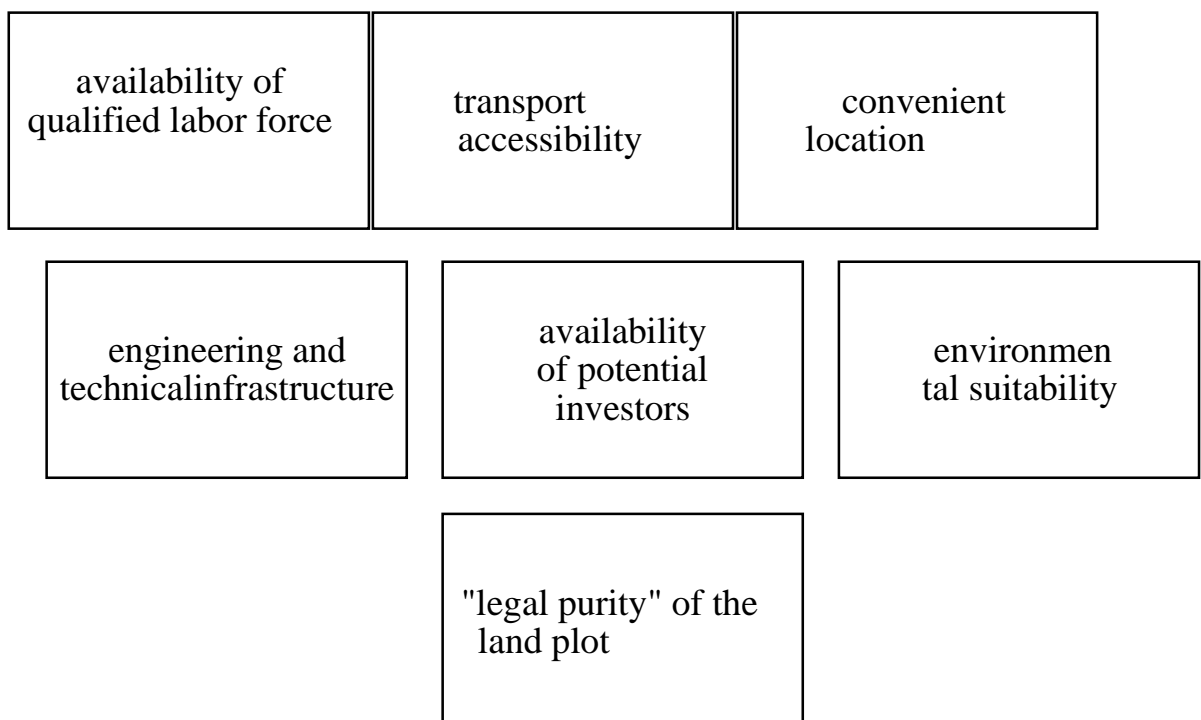 availability of
qualified labor force
transport
accessibility
convenient
location
engineering and
technicalinfrastructure
availability
of potential
investors
environmen
tal suitability
"legal purity" of the
land plot